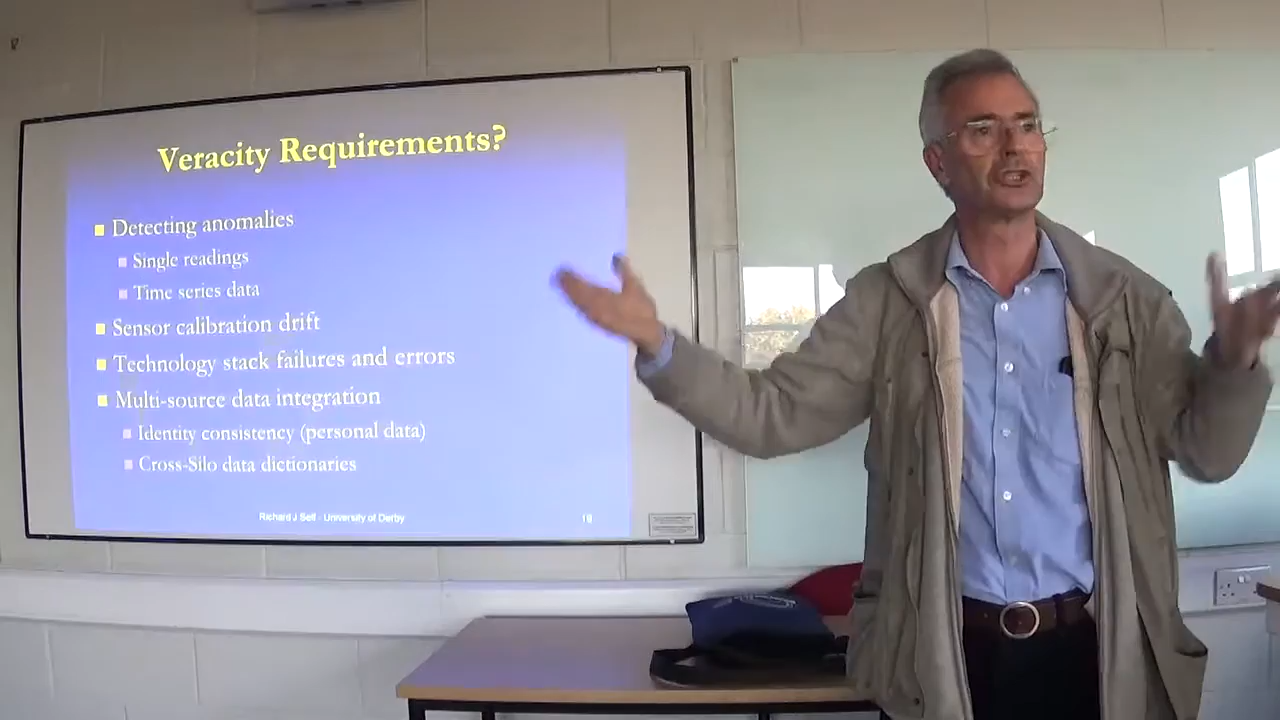 Veracity Requirements?
Detecting anomalies
Single readings
Time series data
Sensor calibration drift
Technology stack failures and errors
Multi-source data integration
Identity consistency (personal data)
Cross-Silo data dictionaries
Richard J Self - University of Derby